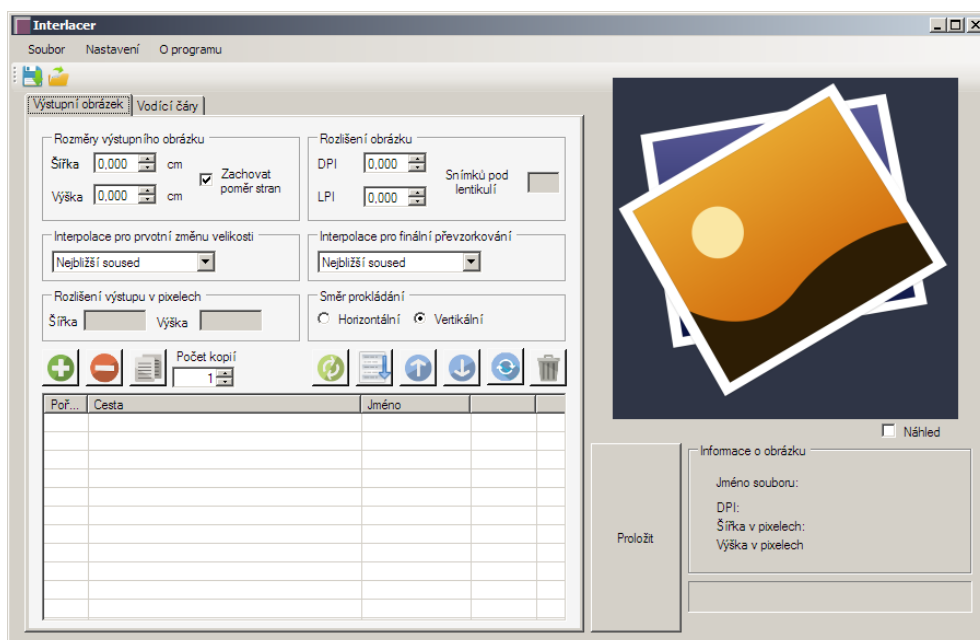 Interlacer
Soubor Nastavení O programu
Výstupní obrázek Vodící čáry
Rozměry výstupního obrázku
Šířka 0,000 cm
Výška 0,000 cm
Zachovat
poměr stran
Rozlišení obrázku
DPI 0,000
LPI 0,000
Snímků pod
lentikulí
Interpolace pro prvotní změnu velikosti
Nejbližší soused
Interpolace pro finální převzorkování
Nejbližší soused
Rozlišení výstupu v pixelech
Šířka Výška
Směr prokládání
Horizontální Vertikální
Počet kopií
1
Poř... Cesta Jméno
Náhled
Proložit
Informace o obrázku
Jméno souboru:
DPI:
Šířka v pixelech:
Výška v pixelech